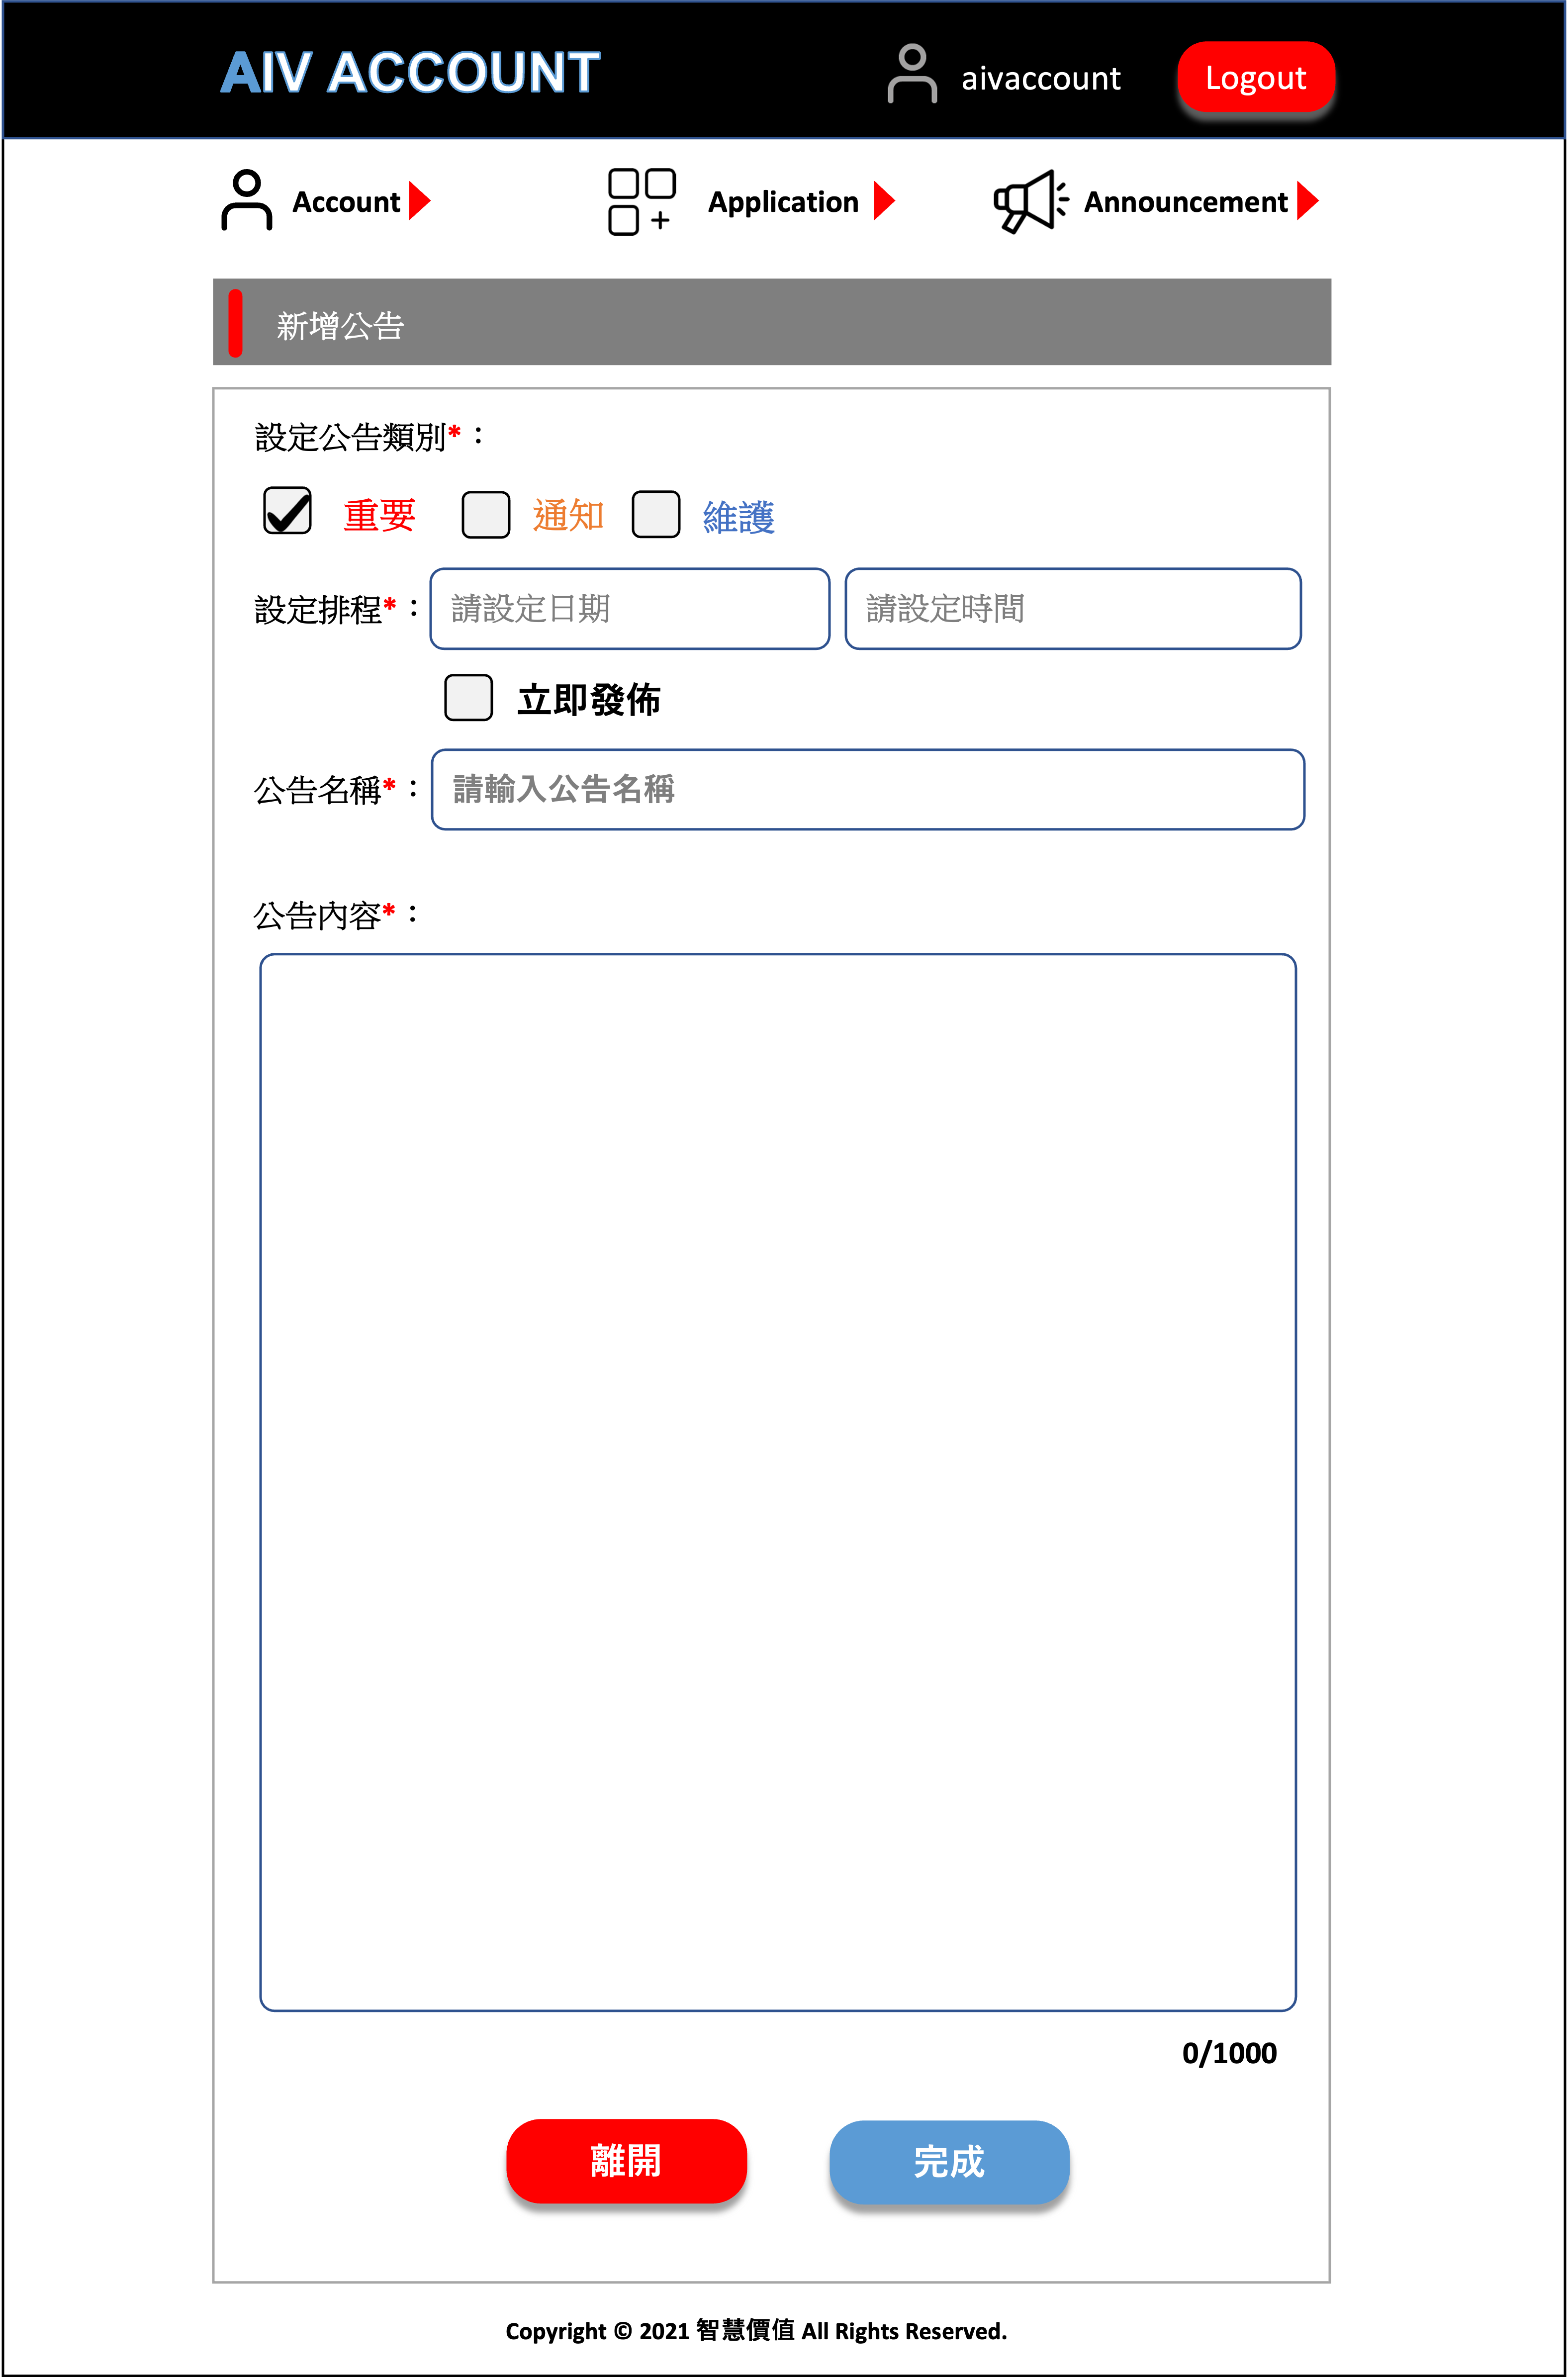 AIV ACCOUNT
aivaccount
Logout
Account
Application
Announcement
新增公告
設定公告類別*：
重要 通知 維護
設定排程*： 請設定日期 請設定時間
立即發佈
公告名稱*： 請輸入公告名稱
公告內容*：
0/1000
離開 完成
Copyright © 2021 智慧價值 All Rights Reserved.